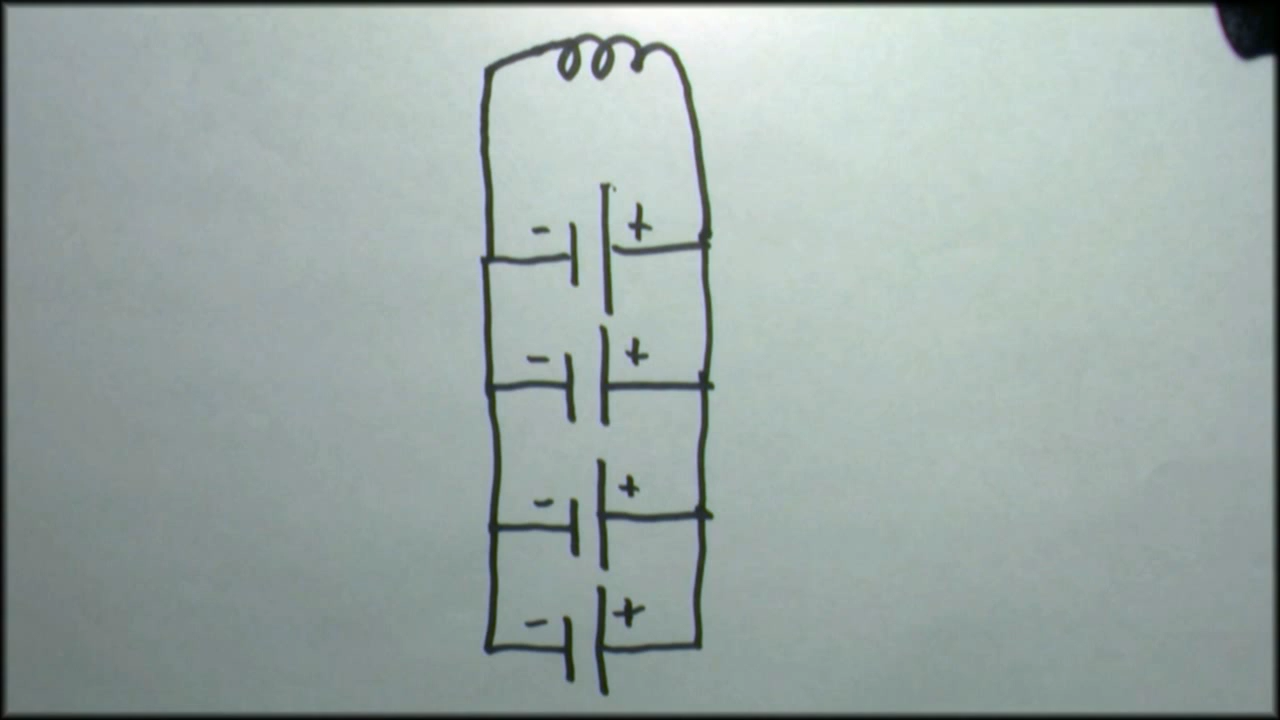 - +
- +
- +
- +